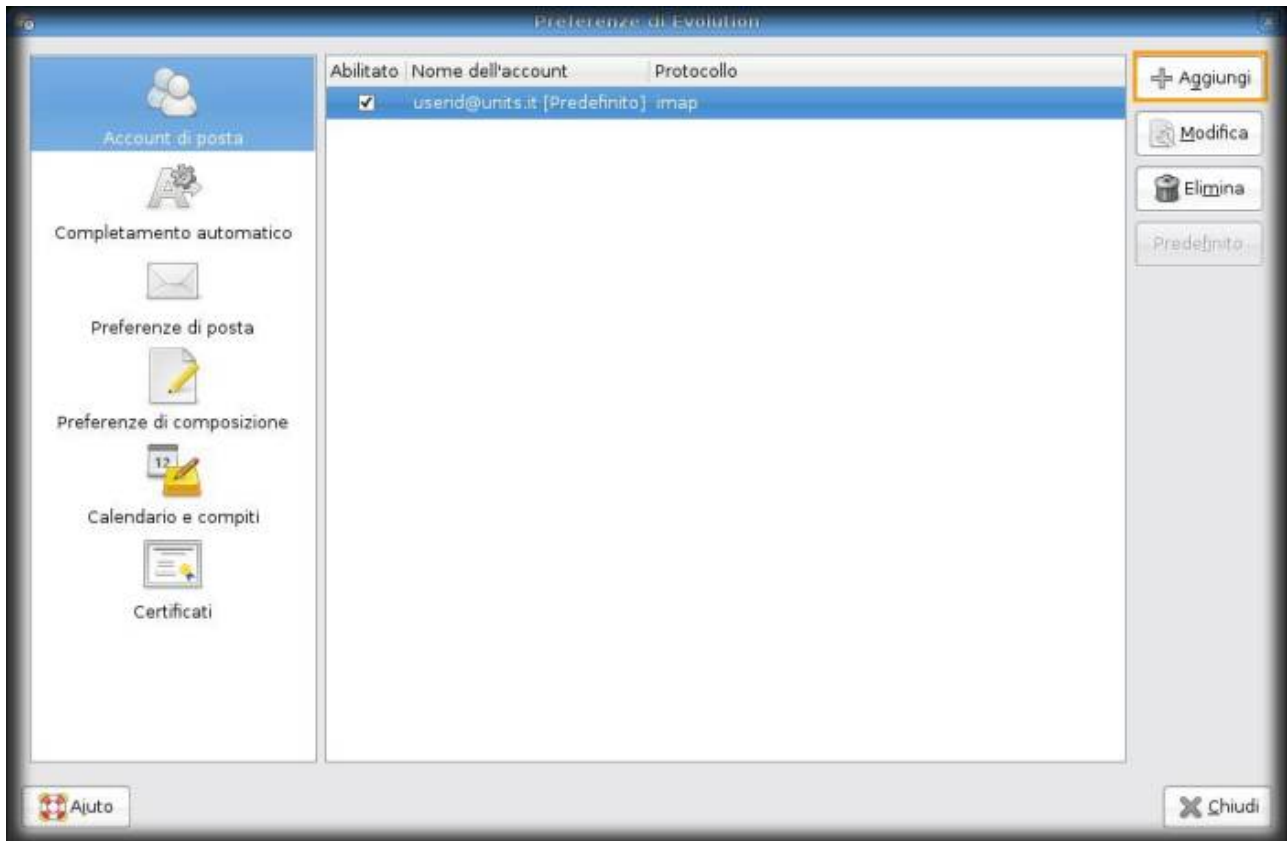 Preferenze di Evolution
Abilitato Nome dell'account Protocollo
userid@units.it [Predefinito] imap
Account di posta
Completamento automatico
Preferenze di posta
Preferenze di composizione
12
Calendario e compiti
Certificati
Aggiungi
Modifica
Elimina
Predefinito
Aiuto
Chiudi